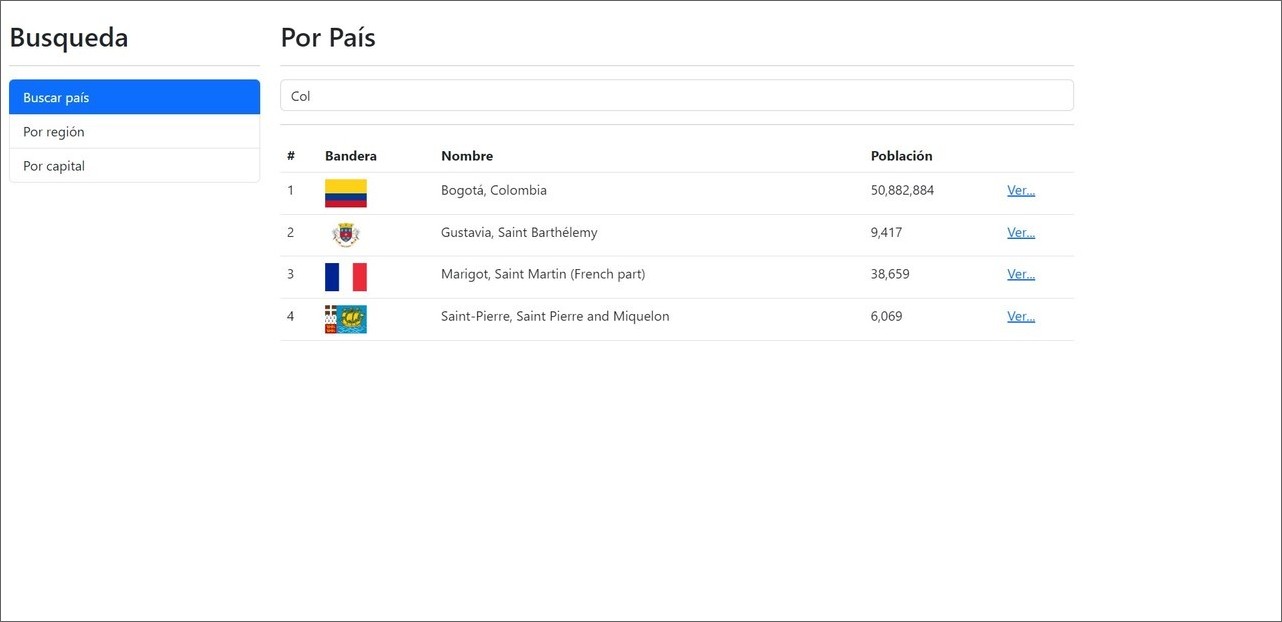 Busqueda
Buscar país
Por región
Por capital
Por País
Col
# Bandera Nombre Población
1 Bogotá, Colombia 50,882,884 Ver...
2 Gustavia, Saint Barthélemy 9,417 Ver...
3 Marigot, Saint Martin (French part) 38,659 Ver...
4 Saint-Pierre, Saint Pierre and Miquelon 6,069 Ver...